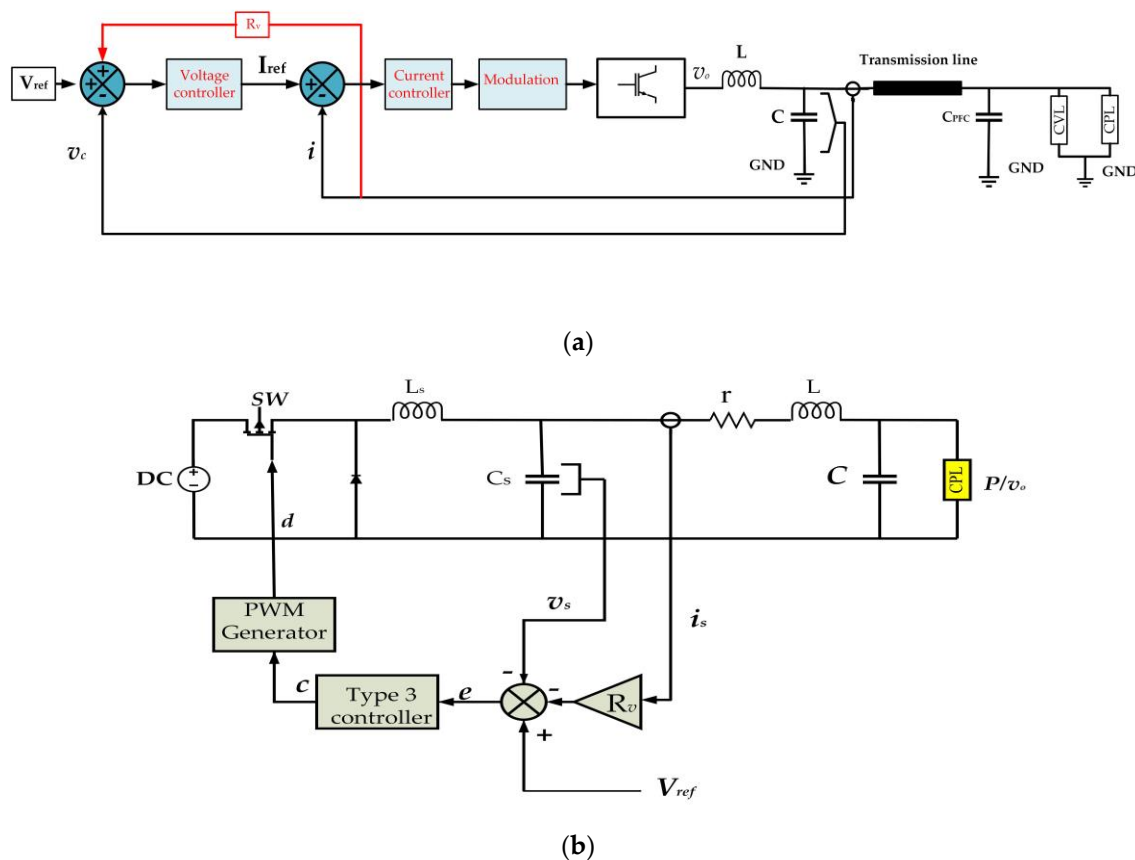 Rv
Vref
+
+
-
Voltage
controller
Iref
+
-
Current
controller
Modulation
vo
L
Transmission line
C
CPFC
CVL
CPL
GND
GND
GND
vc
i
(a)
SW
Ls
r
L
DC
+
-
Cs
C
CPL
P/vo
d
PWM
Generator
vs
is
c
Type 3
controller
e
-
-
+
Rv
Vref
(b)